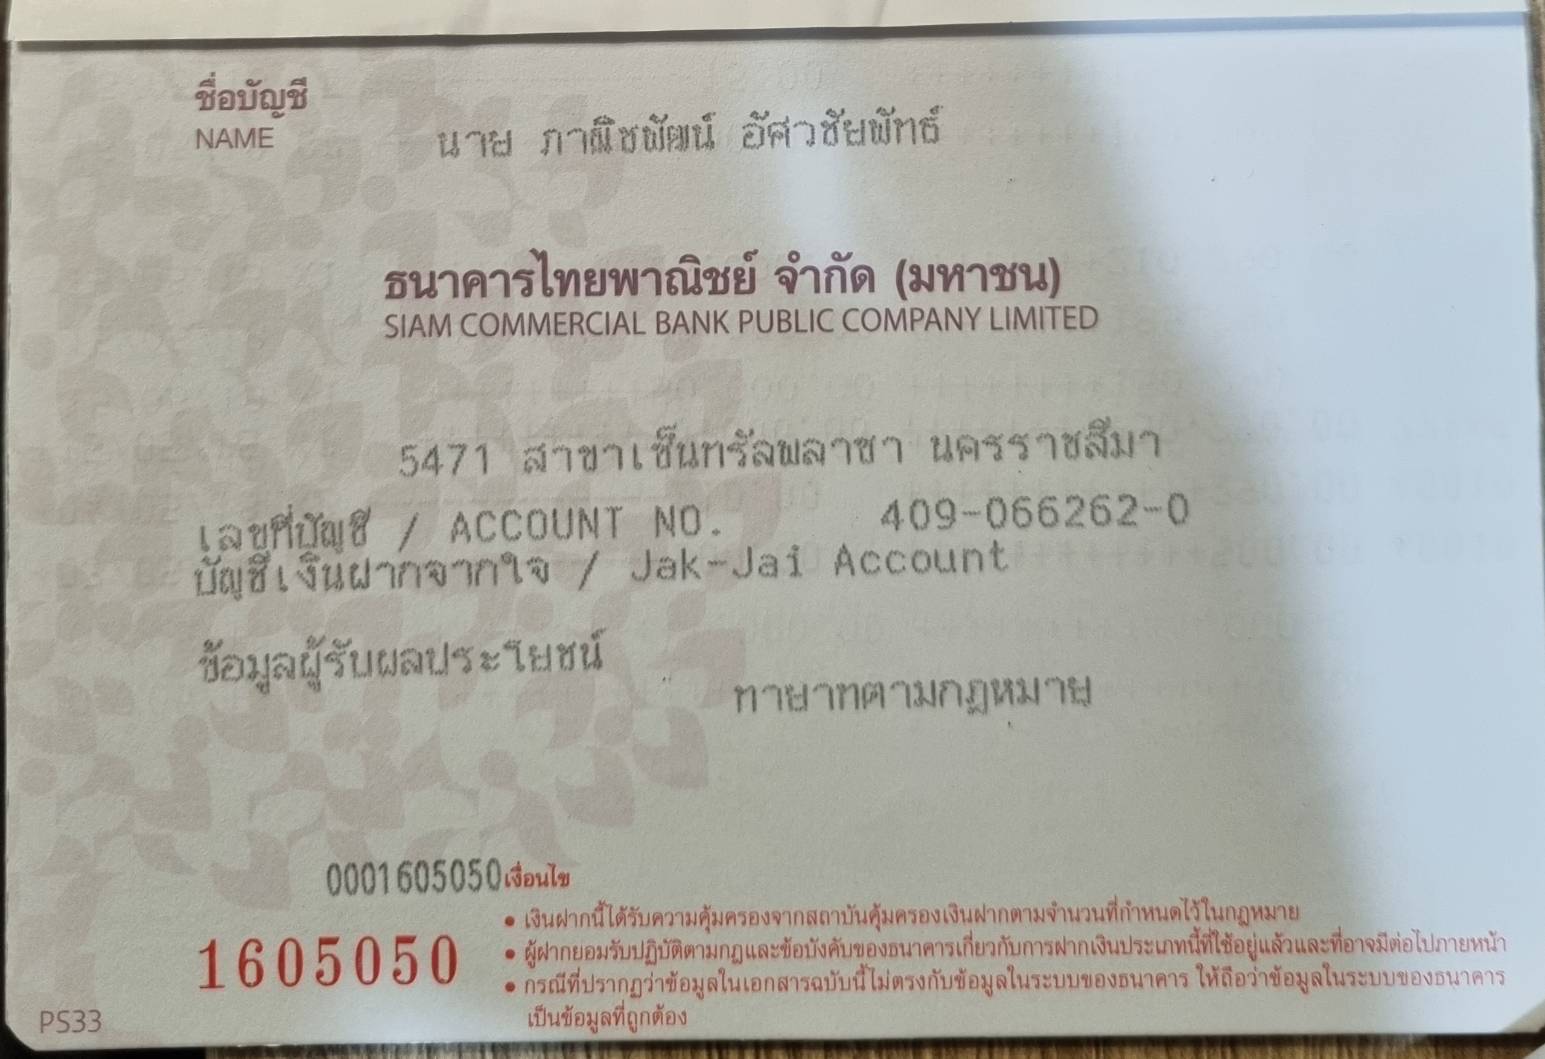 ชื่อบัญชี
NAME
นาย ภาณิชพัฒน์ อัศวชัยพัทธ์
ธนาคารไทยพาณิชย์ จำกัด (มหาชน)
SIAM COMMERCIAL BANK PUBLIC COMPANY LIMITED
5471 สาขาเซ็นทรัลพลาซา นครราชสีมา
เลขที่บัญชี / ACCOUNT NO. 409-066262-0
บัญชีเงินฝากจากใจ / Jak-Jai Account
ข้อมูลผู้รับผลประโยชน์
ทายาทตามกฎหมาย
0001605050
1605050
PS33
เงื่อนไข
• เงินฝากนี้ได้รับความคุ้มครองจากสถาบันคุ้มครองเงินฝากตามจำนวนที่กำหนดไว้ในกฎหมาย
• ผู้ฝากยอมรับปฏิบัติตามกฎและข้อบังคับของธนาคารเกี่ยวกับการฝากเงินประเภทนี้ที่ใช้อยู่แล้วและที่อาจมีต่อไปภายหน้า
• กรณีที่ปรากฏว่าข้อมูลในเอกสารฉบับนี้ไม่ตรงกับข้อมูลในระบบของธนาคาร ให้ถือว่าข้อมูลในระบบของธนาคาร
เป็นข้อมูลที่ถูกต้อง